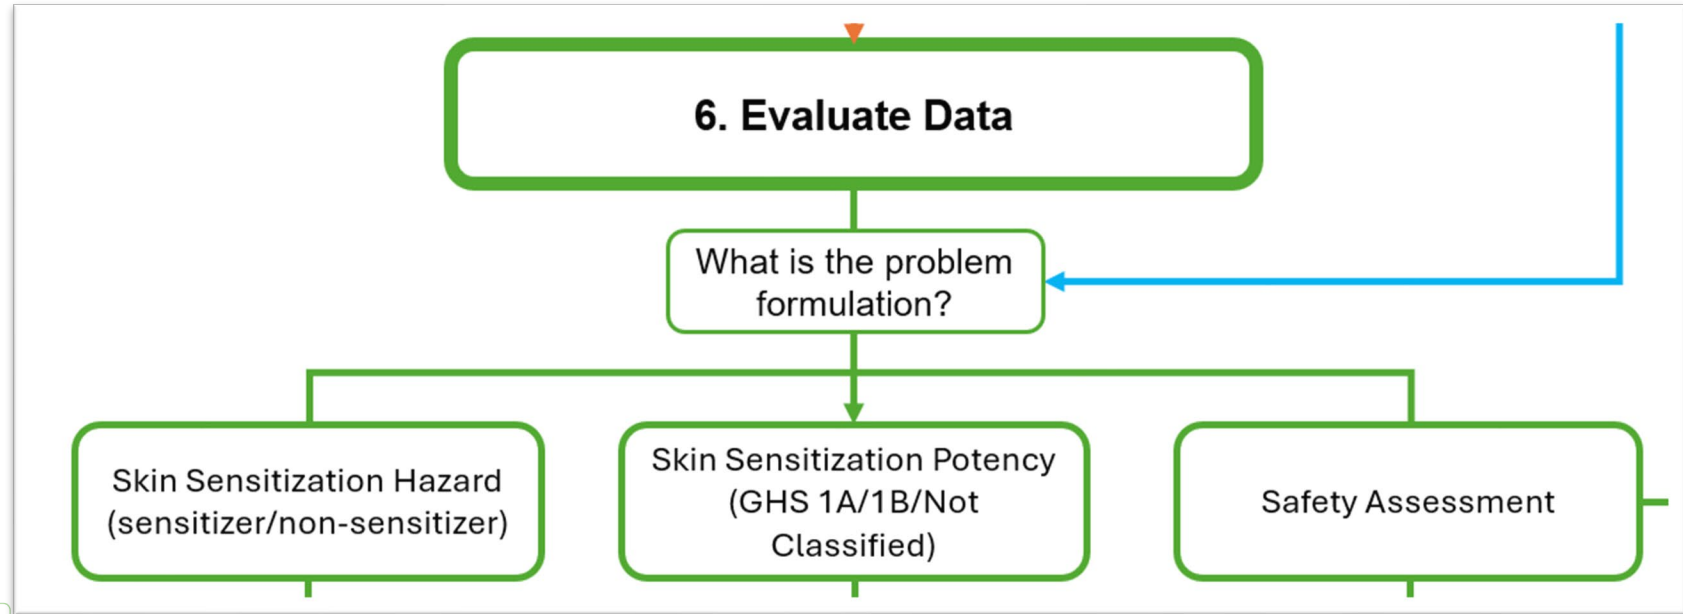 6. Evaluate Data
What is the problem
formulation?
Skin Sensitization Hazard
(sensitizer/non-sensitizer)
Skin Sensitization Potency
(GHS 1A/1B/Not
Classified)
Safety Assessment